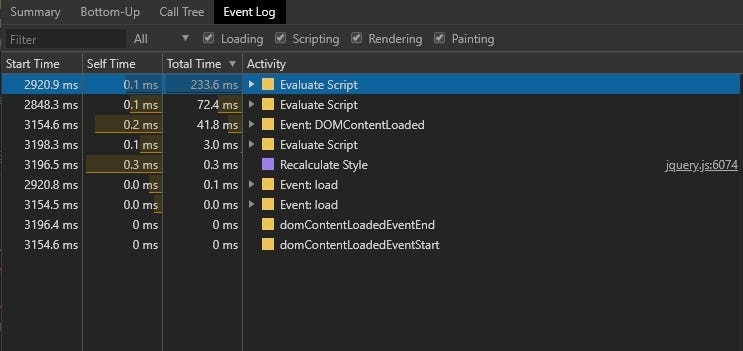 Summary Bottom-Up Call Tree Event Log
Filter All Loading Scripting Rendering Painting
Start Time Self Time Total Time Activity
2920.9 ms 0.1 ms 233.6 ms Evaluate Script
2848.3 ms 0.1 ms 72.4 ms Evaluate Script
3154.6 ms 0.2 ms 41.8 ms Event: DOMContentLoaded
3198.3 ms 0.1 ms 3.0 ms Evaluate Script
3196.5 ms 0.3 ms 0.3 ms Recalculate Style jquery.js:6074
2920.8 ms 0.0 ms 0.1 ms Event: load
3154.5 ms 0.0 ms 0.0 ms Event: load
3196.4 ms 0 ms 0 ms domContentLoadedEventEnd
3154.6 ms 0 ms 0 ms domContentLoadedEventStart